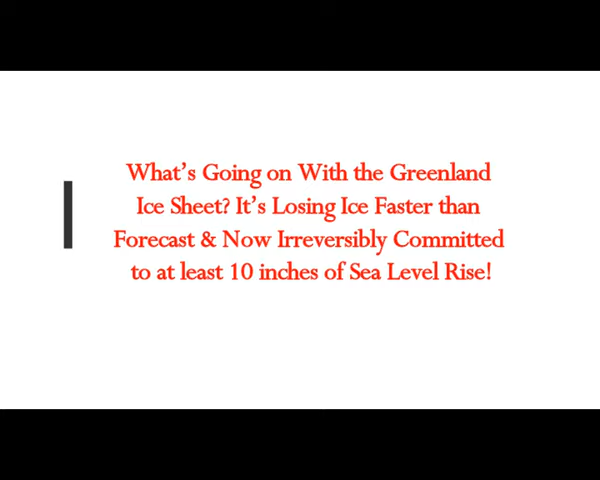 What’s Going on With the Greenland
Ice Sheet? It’s Losing Ice Faster than
Forecast & Now Irreversibly Committed
to at least 10 inches of Sea Level Rise!